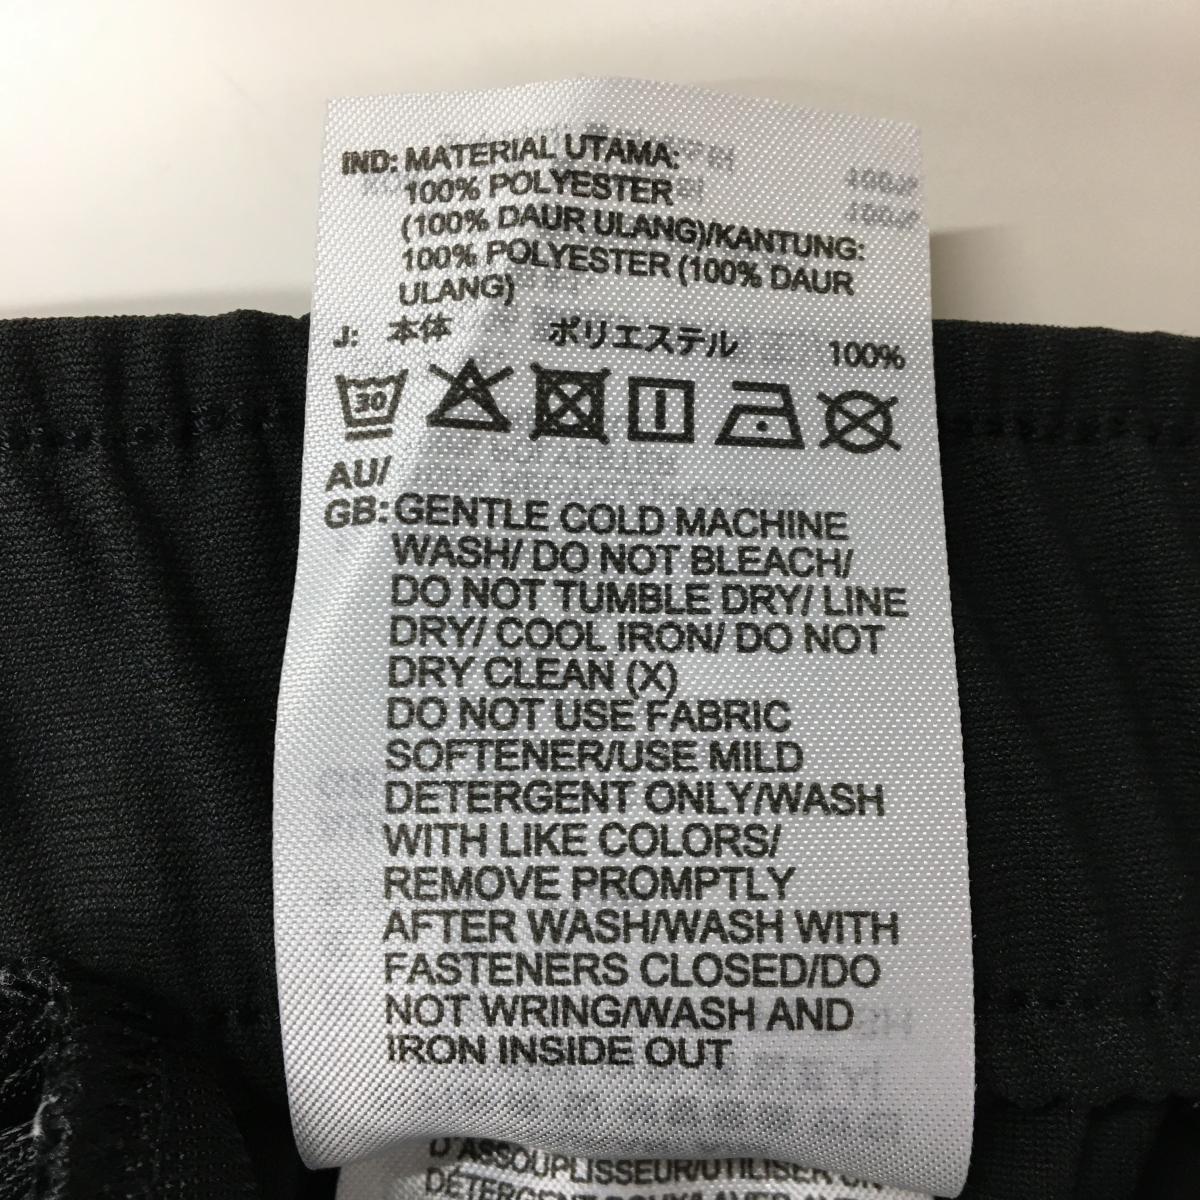 IND: MATERIAL UTAMA:
100% POLYESTER
(100% DAUR ULANG)/KANTUNG:
100% POLYESTER (100% DAUR
ULANG)
J: 本体 ポリエステル 100%
30
AU/
GB: GENTLE COLD MACHINE
WASH/ DO NOT BLEACH/
DO NOT TUMBLE DRY/ LINE
DRY/ COOL IRON/ DO NOT
DRY CLEAN (X)
DO NOT USE FABRIC
SOFTENER/USE MILD
DETERGENT ONLY/WASH
WITH LIKE COLORS/
REMOVE PROMPTLY
AFTER WASH/WASH WITH
FASTENERS CLOSED/DO
NOT WRING/WASH AND
IRON INSIDE OUT
D'ASSOUPLISSEUR/UTILISER UN